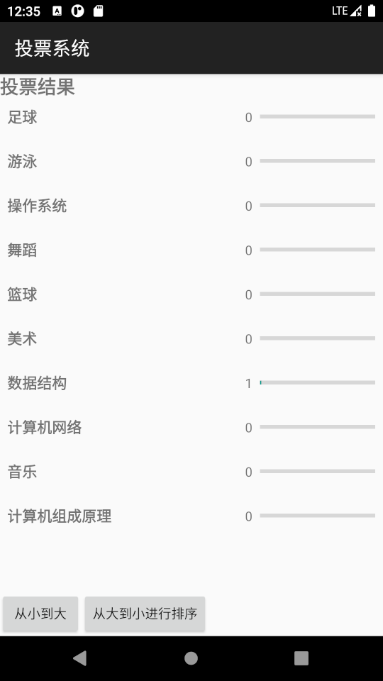 12:35
LTE
投票系统
投票结果
足球 0
游泳 0
操作系统 0
舞蹈 0
篮球 0
美术 0
数据结构 1
计算机网络 0
音乐 0
计算机组成原理 0
从小到大 从大到小进行排序